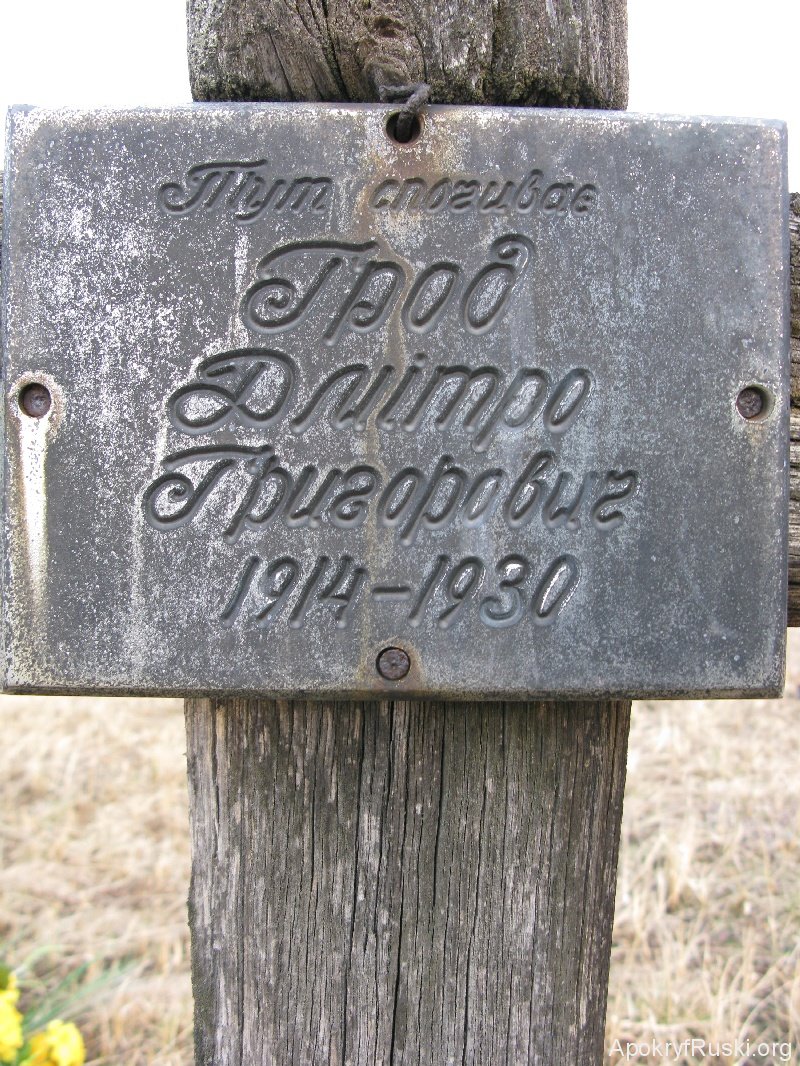 Тут спочиває
Грод
Дмітро
Григорович
1914-1930
ApokryfRuski.org